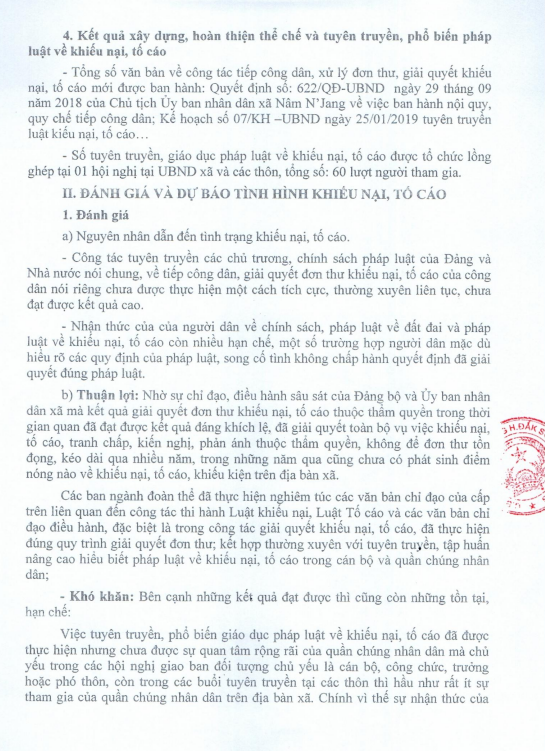 4. Kết quả xây dựng, hoàn thiện thể chế và tuyên truyền, phổ biến pháp
luật về khiếu nại, tố cáo
- Tổng số văn bản về công tác tiếp công dân, xử lý đơn thư, giải quyết khiếu
nại, tố cáo mới được ban hành: Quyết định số: 622/QĐ-UBND ngày 29 tháng 09
năm 2018 của Chủ tịch Ủy ban nhân dân xã Nâm N'Jang về việc ban hành nội quy,
quy chế tiếp công dân; Kế hoạch số 07/KH –UBND ngày 25/01/2019 tuyên truyền
luật kiếu nại, tố cáo…
- Số tuyên truyền, giáo dục pháp luật về khiếu nại, tố cáo được tổ chức lồng
ghép tại 01 hội nghị tại UBND xã và các thôn, tổng số: 60 lượt người tham gia.
II. ĐÁNH GIÁ VÀ DỰ BÁO TÌNH HÌNH KHIẾU NẠI, TỐ CÁO
1. Đánh giá
a) Nguyên nhân dẫn đến tình trạng khiếu nại, tố cáo.
- Công tác tuyên truyền các chủ trương, chính sách pháp luật của Đảng và
Nhà nước nói chung, về tiếp công dân, giải quyết đơn thư khiếu nại, tố cáo của công
dân nói riêng chưa được thực hiện một cách tích cực, thường xuyên liên tục, chưa
đạt được kết quả cao.
- Nhận thức của của người dân về chính sách, pháp luật về đất đai và pháp
luật về khiếu nại, tố cáo còn nhiều hạn chế, một số trường hợp người dân mặc dù
hiểu rõ các quy định của pháp luật, song cố tình không chấp hành quyết định đã giải
quyết đúng pháp luật.
b) Thuận lợi: Nhờ sự chỉ đạo, điều hành sâu sát của Đảng bộ và Ủy ban nhân
dân xã mà kết quả giải quyết đơn thư khiếu nại, tố cáo thuộc thẩm quyền trong thời
gian quan đã đạt được kết quả đáng khích lệ, đã giải quyết toàn bộ vụ việc khiếu nại,
tố cáo, tranh chấp, kiến nghị, phản ánh thuộc thẩm quyền, không để đơn thư tồn
đọng, kéo dài qua nhiều năm, trong những năm qua cũng chưa có phát sinh điểm
nóng nào về khiếu nại, tố cáo, khiếu kiện trên địa bàn xã.
H.ĐẮK S
Các ban ngành đoàn thể đã thực hiện nghiêm túc các văn bản chỉ đạo của cấp
trên liên quan đến công tác thi hành Luật khiếu nại, Luật Tố cáo và các văn bản chỉ
đạo điều hành, đặc biệt là trong công tác giải quyết khiếu nại, tố cáo, đã thực hiện
đúng quy trình giải quyết đơn thư; kết hợp thường xuyên với tuyên truyền, tập huấn
nâng cao hiểu biết pháp luật về khiếu nại, tố cáo trong cán bộ và quần chúng nhân
dân;
- Khó khăn: Bên cạnh những kết quả đạt được thì cũng còn những tồn tại,
hạn chế:
Việc tuyên truyền, phổ biến giáo dục pháp luật về khiếu nại, tố cáo đã được
thực hiện nhưng chưa được sự quan tâm rộng rãi của quần chúng nhân dân mà chủ
yếu trong các hội nghị giao ban đối tượng chủ yếu là cán bộ, công chức, trưởng
hoặc phó thôn, còn trong các buổi tuyên truyền tại các thôn thì hầu như rất ít sự
tham gia của quần chúng nhân dân trên địa bàn xã. Chính vì thế sự nhận thức của